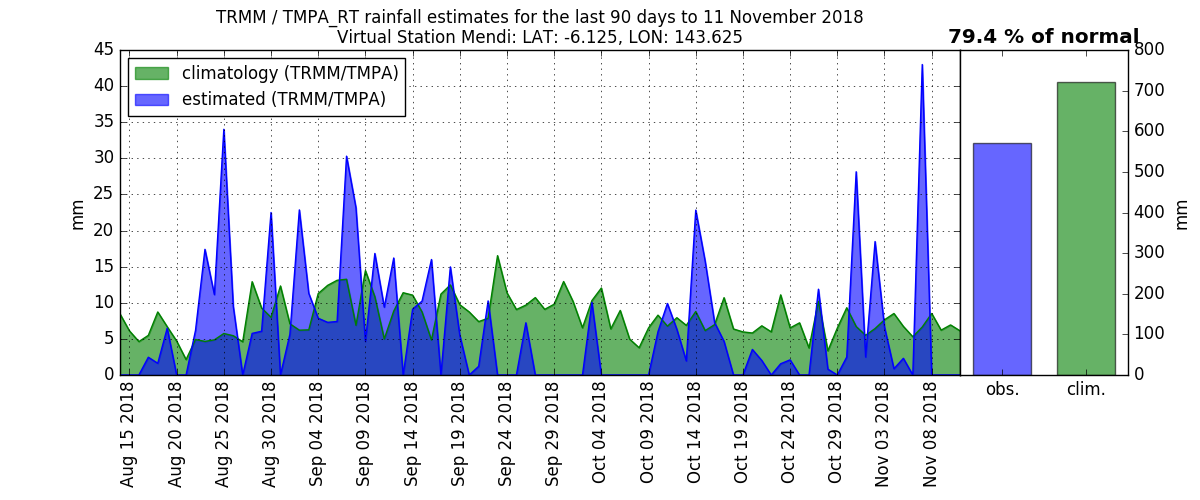 TRMM / TMPA_RT rainfall estimates for the last 90 days to 11 November 2018
Virtual Station Mendi: LAT: -6.125, LON: 143.625
79.4 % of normal
climatology (TRMM/TMPA)
estimated (TRMM/TMPA)
45
40
35
30
25
20
15
10
5
0
mm
Aug 15 2018
Aug 20 2018
Aug 25 2018
Aug 30 2018
Sep 04 2018
Sep 09 2018
Sep 14 2018
Sep 19 2018
Sep 24 2018
Sep 29 2018
Oct 04 2018
Oct 09 2018
Oct 14 2018
Oct 19 2018
Oct 24 2018
Oct 29 2018
Nov 03 2018
Nov 08 2018
obs.
clim.
800
700
600
500
400
300
200
100
0
mm